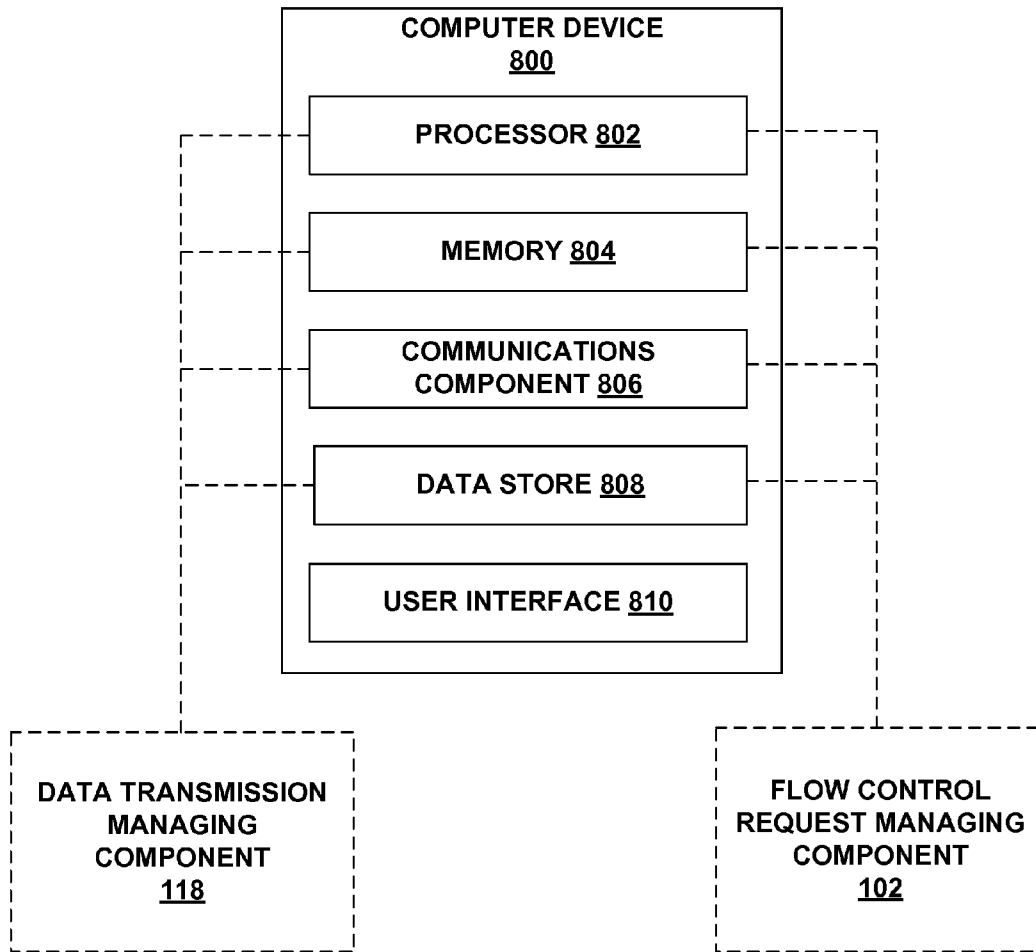 COMPUTER DEVICE
800
PROCESSOR 802
MEMORY 804
COMMUNICATIONS
COMPONENT 806
DATA STORE 808
USER INTERFACE 810
DATA TRANSMISSION
MANAGING
COMPONENT
118
FLOW CONTROL
REQUEST MANAGING
COMPONENT
102